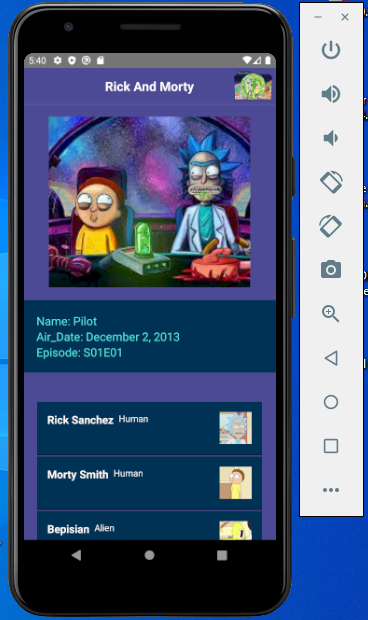 5:40
Rick And Morty
Name: Pilot
Air_Date: December 2, 2013
Episode: S01E01
Rick Sanchez Human
Morty Smith Human
Bepisian Alien